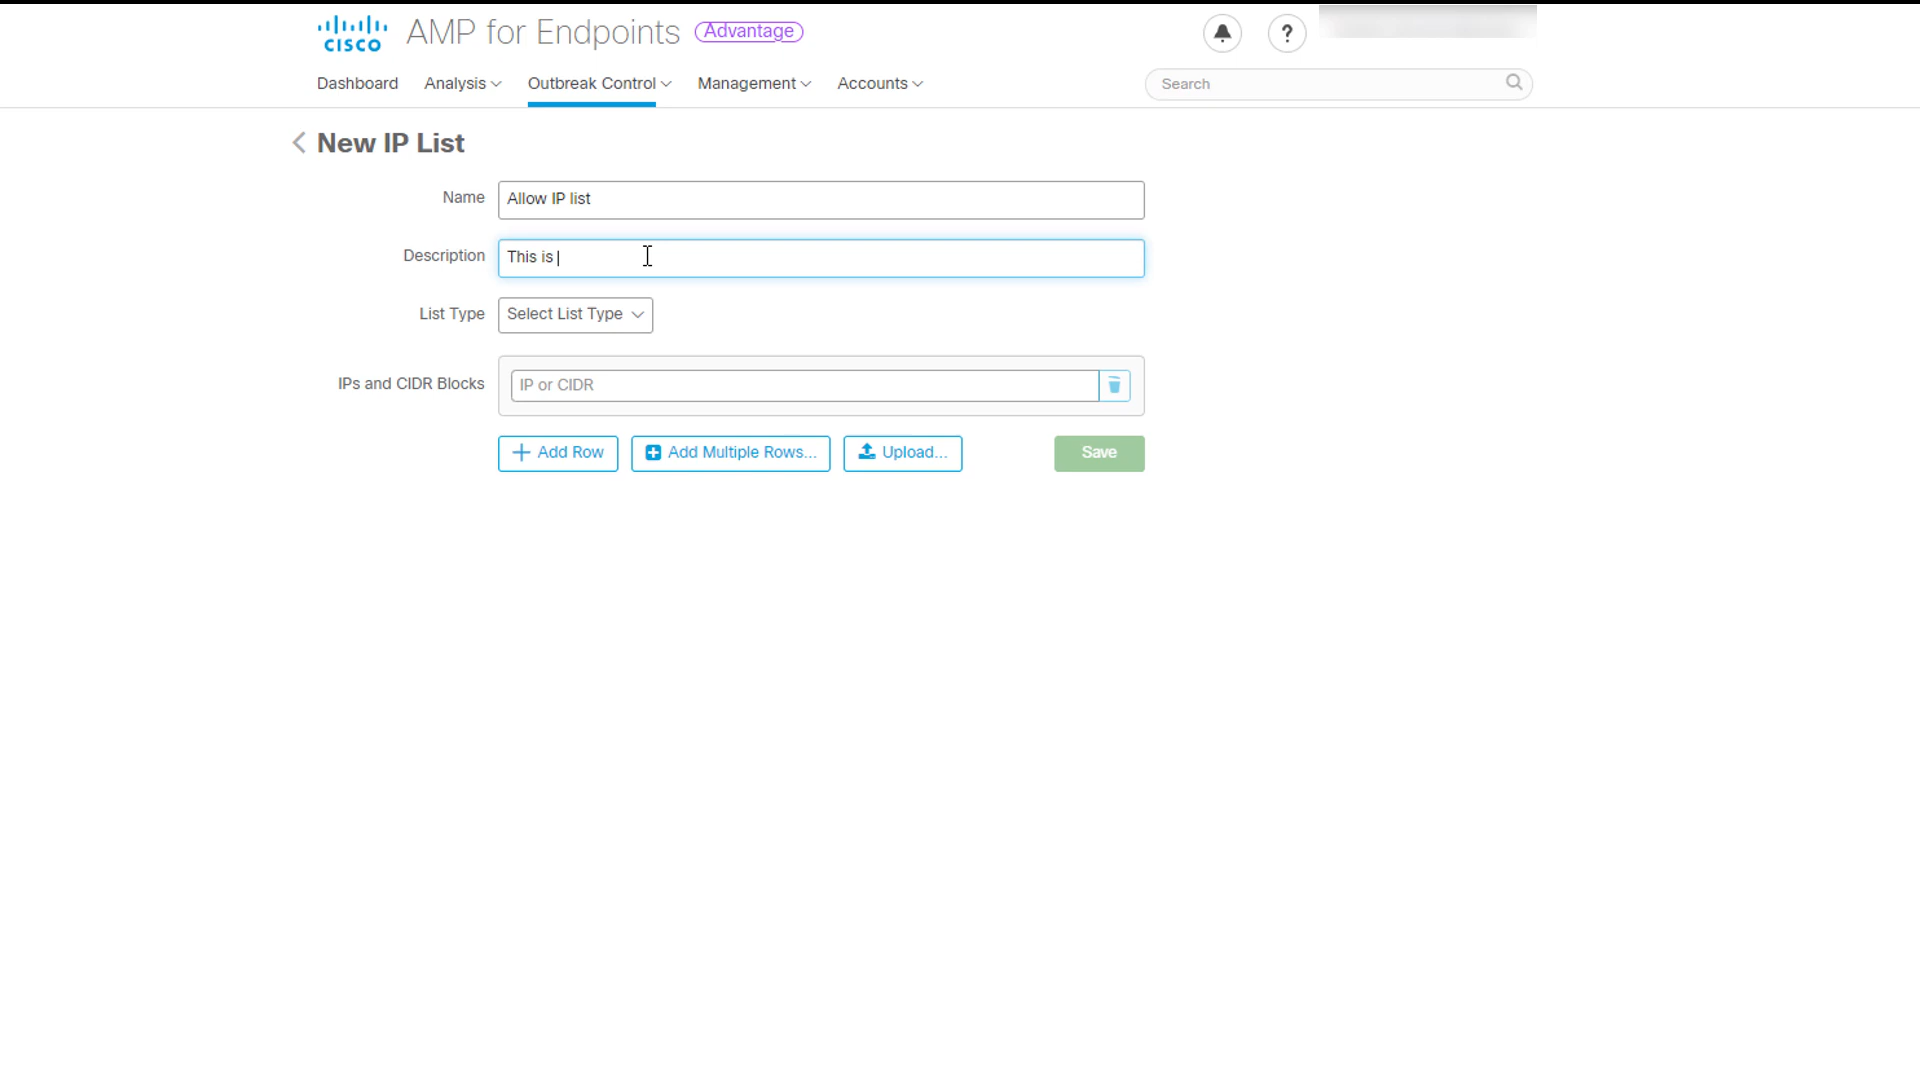 CISCO AMP for Endpoints Advantage ?
Dashboard Analysis Outbreak Control Management Accounts Search
New IP List
Name Allow IP list
Description This is
List Type Select List Type
IPs and CIDR Blocks IP or CIDR
Add Row Add Multiple Rows... Upload... Save